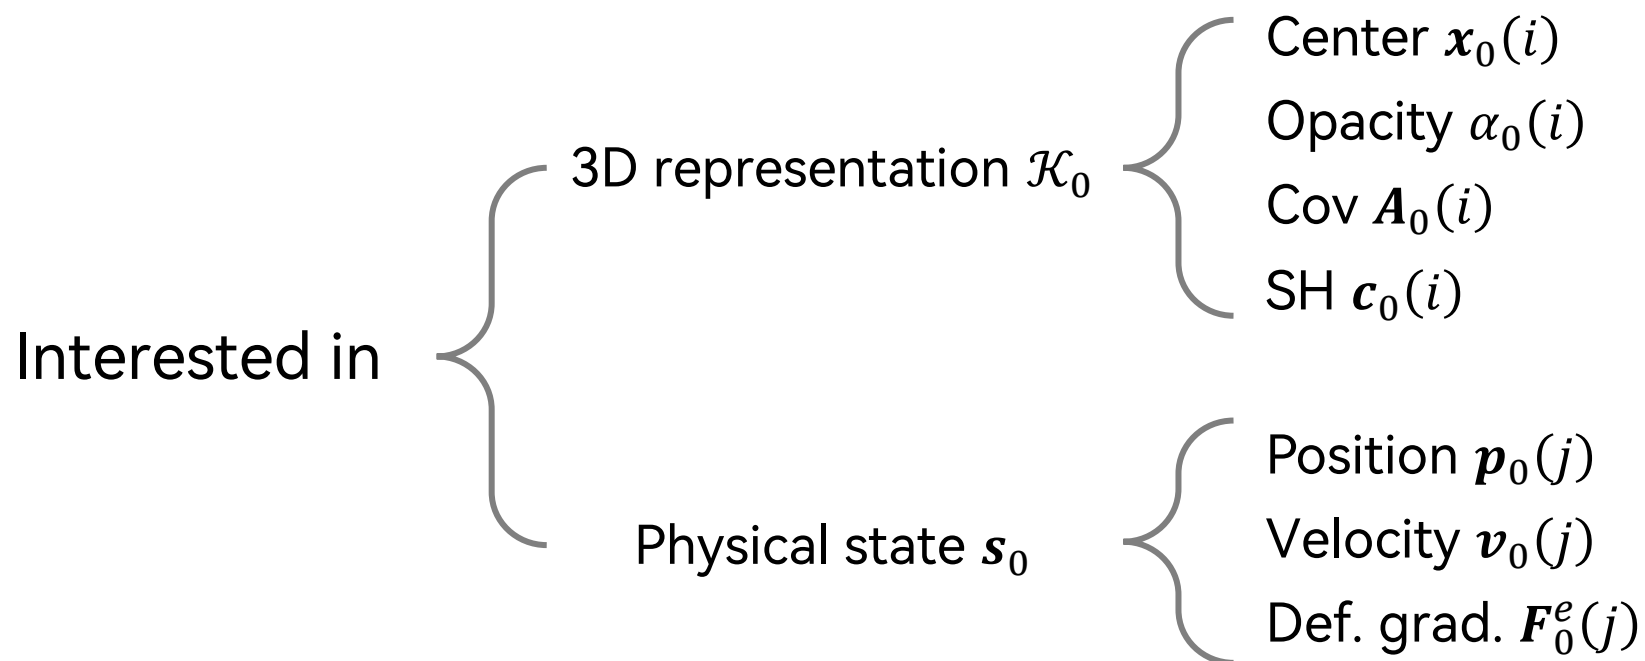 Interested in
3D representation 𝒦₀
Center 𝒙₀(𝑖)
Opacity 𝛼₀(𝑖)
Cov 𝑨₀(𝑖)
SH 𝒄₀(𝑖)
Physical state 𝒔₀
Position 𝒑₀(𝑗)
Velocity 𝒗₀(𝑗)
Def. grad. 𝑭₀ᵉ(𝑗)